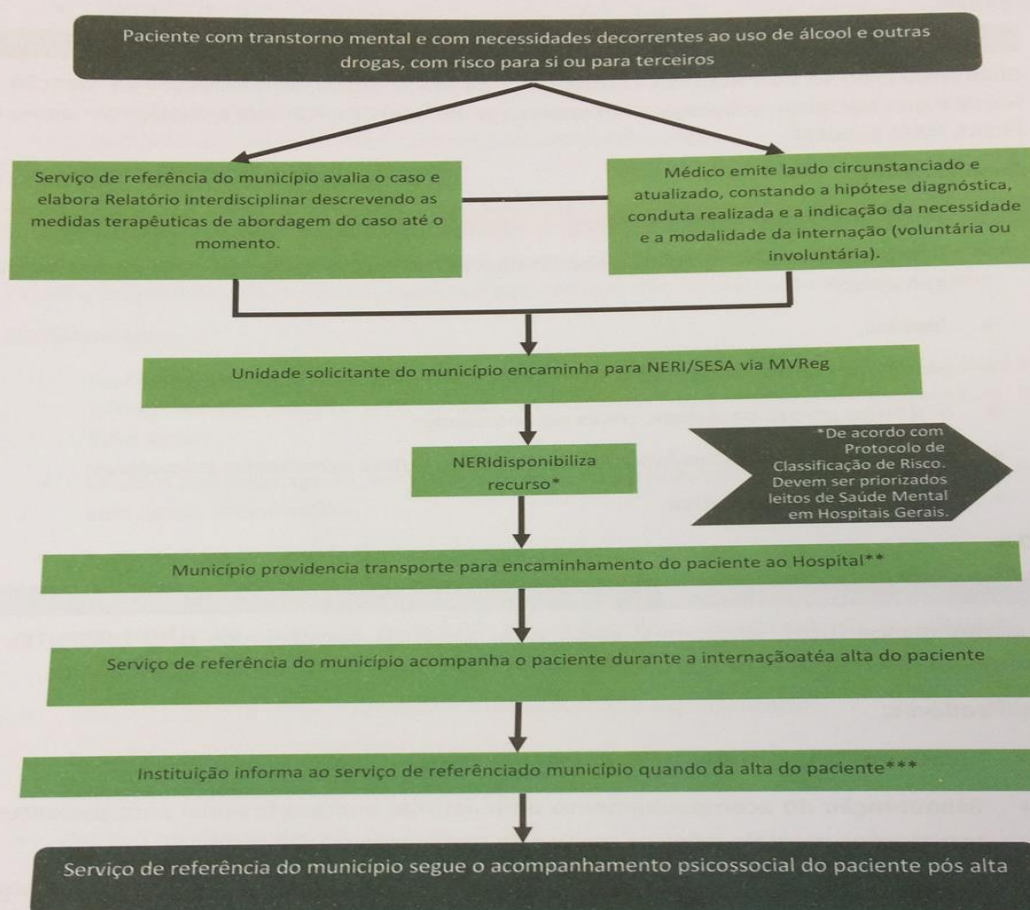 Paciente com transtorno mental e com necessidades decorrentes ao uso de álcool e outras
drogas, com risco para si ou para terceiros
Serviço de referência do município avalia o caso e
elabora Relatório interdisciplinar descrevendo as
medidas terapêuticas de abordagem do caso até o
momento.
Médico emite laudo circunstanciado e
atualizado, constando a hipótese diagnóstica,
conduta realizada e a indicação da necessidade
e a modalidade da internação (voluntária ou
involuntária).
Unidade solicitante do município encaminha para NERI/SESA via MVReg
NERIdisponibiliza
recurso*
*De acordo com
Protocolo de
Classificação de Risco.
Devem ser priorizados
leitos de Saúde Mental
em Hospitais Gerais.
Município providencia transporte para encaminhamento do paciente ao Hospital**
Serviço de referência do município acompanha o paciente durante a internaçãoatéa alta do paciente
Instituição informa ao serviço de referênciado município quando da alta do paciente***
Serviço de referência do município segue o acompanhamento psicossocial do paciente pós alta